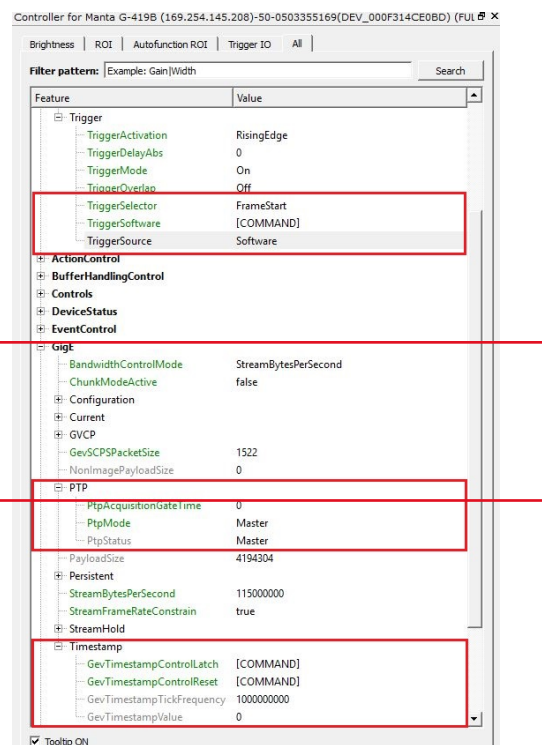 Controller for Manta G-419B (169.254.145.208)-50-0503355169(DEV_000F314CE0BD) (FUL
Brightness ROI Autofunction ROI Trigger IO All
Filter pattern: Example: Gain|Width Search
Feature Value
Trigger
TriggerActivation RisingEdge
TriggerDelayAbs 0
TriggerMode On
TriggerOverlap Off
TriggerSelector FrameStart
TriggerSoftware [COMMAND]
TriggerSource Software
ActionControl
BufferHandlingControl
Controls
DeviceStatus
EventControl
GigE
BandwidthControlMode StreamBytesPerSecond
ChunkModeActive false
Configuration
Current
GVCP
GevSCPSPacketSize 1522
NonImagePayloadSize 0
PTP
PtpAcquisitionGateTime 0
PtpMode Master
PtpStatus Master
PayloadSize 4194304
Persistent
StreamBytesPerSecond 115000000
StreamFrameRateConstrain true
StreamHold
Timestamp
GevTimestampControlLatch [COMMAND]
GevTimestampControlReset [COMMAND]
GevTimestampTickFrequency 1000000000
GevTimestampValue 0
Tooltip ON